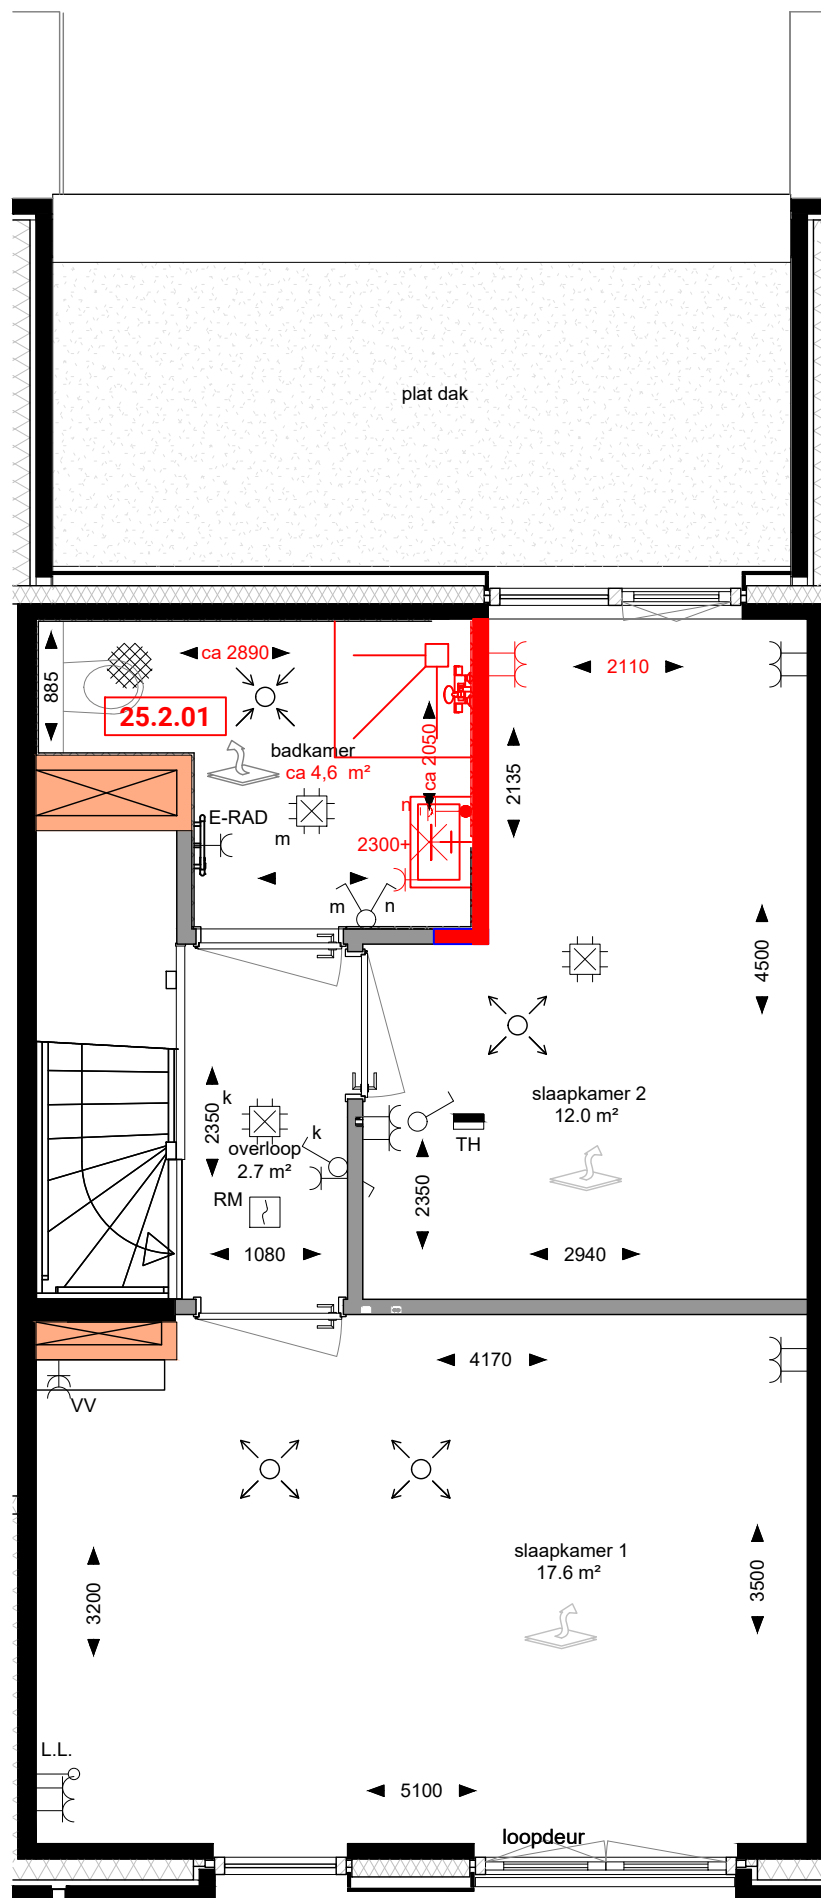 plat dak
ca 2890
2110
885
25.2.01
badkamer
ca 4,6 m²
ca 2050
2135
E-RAD
n
m
2300+
m
n
4500
slaapkamer 2
12.0 m²
2350
k
k
overloop
2.7 m²
TH
2350
RM
1080
2940
4170
VV
slaapkamer 1
17.6 m²
3200
3500
L.L.
5100
loopdeur